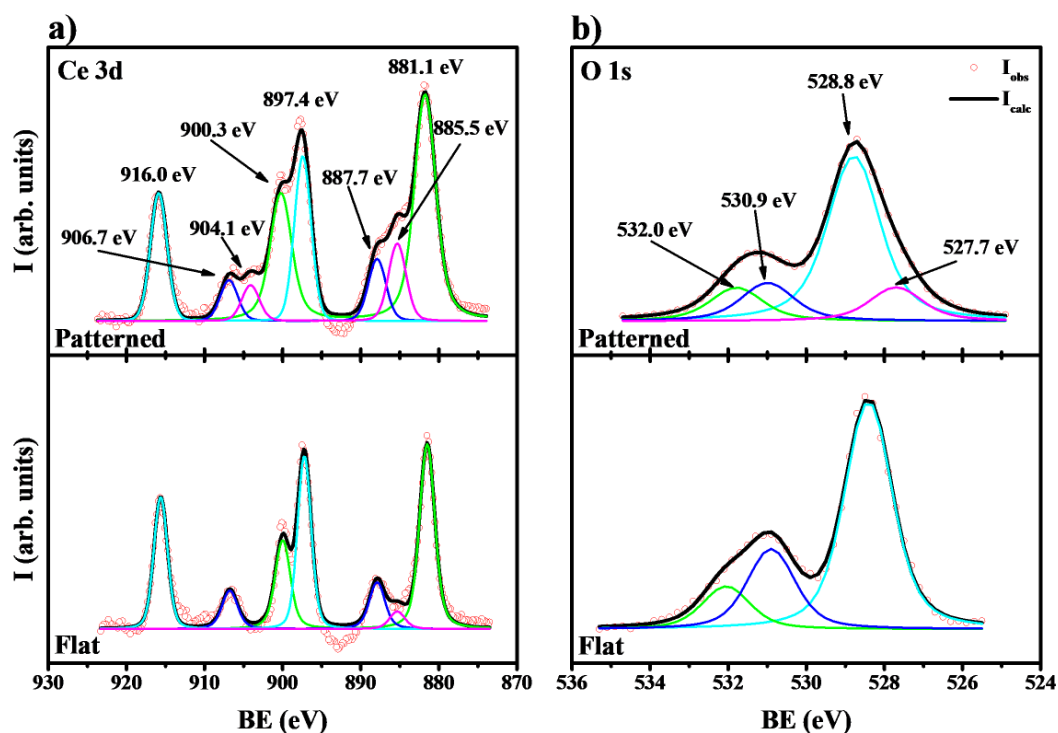 a)
Ce 3d
881.1 eV
897.4 eV
900.3 eV
885.5 eV
887.7 eV
916.0 eV
904.1 eV
906.7 eV
I (arb. units)
Patterned
I (arb. units)
Flat
930 920 910 900 890 880 870
BE (eV)
b)
O 1s
528.8 eV
I obs
I calc
530.9 eV
532.0 eV
527.7 eV
Patterned
Flat
536 534 532 530 528 526 524
BE (eV)